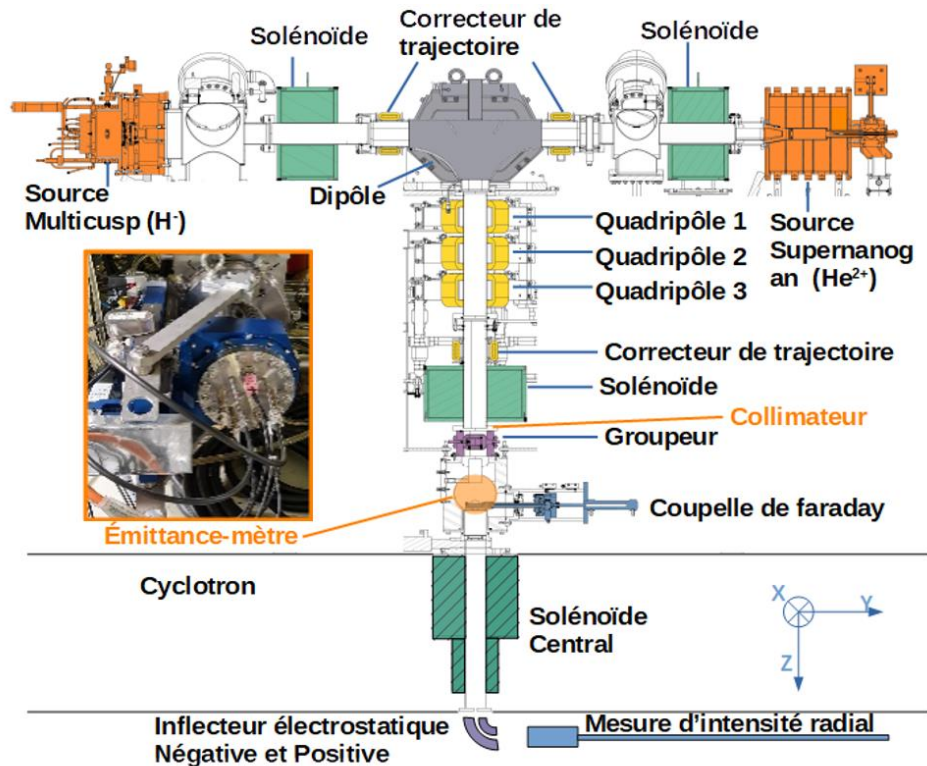 Correcteur de
trajectoire
Solénoïde
Solénoïde
Source
Multicusp (H-)
Dipôle
Quadripôle 1
Quadripôle 2
Quadripôle 3
Source
Supernanog
an (He2+)
Correcteur de trajectoire
Solénoïde
Collimateur
Groupeur
Coupelle de faraday
Émittance-mètre
Cyclotron
Solénoïde
Central
X
Y
Z
Inflecteur électrostatique
Négative et Positive
Mesure d'intensité radial